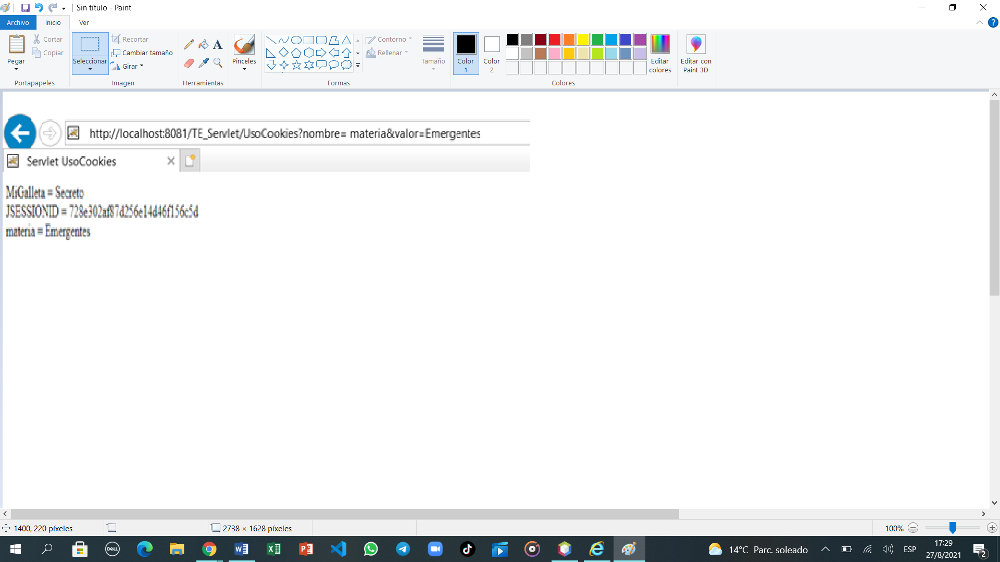 Sin título - Paint
Archivo Inicio Ver
Pegar
Cortar
Copiar
Portapapeles
Seleccionar
Recortar
Cambiar tamaño
Girar
Imagen
A
Herramientas
Pinceles
Contorno
Rellenar
Formas
Tamaño
Color 1
Color 2
Editar colores
Colores
Editar con Paint 3D
http://localhost:8081/TE_Servlet/UsoCookies?nombre= materia&valor=Emergentes
Servlet UsoCookies
MiGalleta = Secreto
JSESSIONID = 728e302af87d256e14d46f156c5d
materia = Emergentes
1400, 220 píxeles
2738 × 1628 píxeles
100%
DELL
14°C Parc. soleado
ESP
17:29
27/8/2021
2